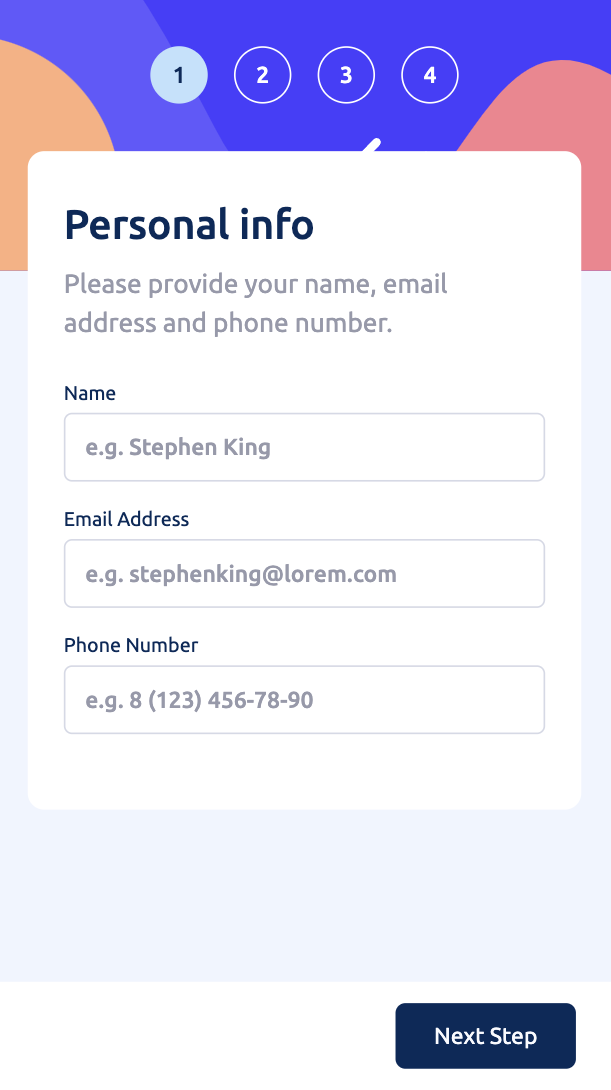 1 2 3 4
Personal info
Please provide your name, email
address and phone number.
Name
e.g. Stephen King
Email Address
e.g. stephenking@lorem.com
Phone Number
e.g. 8 (123) 456-78-90
Next Step